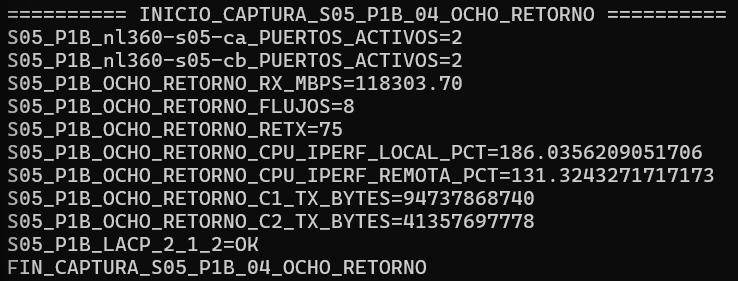 ========== INICIO_CAPTURA_S05_P1B_04_OCHO_RETORNO ==========
S05_P1B_nl360-s05-ca_PUERTOS_ACTIVOS=2
S05_P1B_nl360-s05-cb_PUERTOS_ACTIVOS=2
S05_P1B_OCHO_RETORNO_RX_MBPS=118303.70
S05_P1B_OCHO_RETORNO_FLUJOS=8
S05_P1B_OCHO_RETORNO_RETX=75
S05_P1B_OCHO_RETORNO_CPU_IPERF_LOCAL_PCT=186.0356209051706
S05_P1B_OCHO_RETORNO_CPU_IPERF_REMOTA_PCT=131.3243271717173
S05_P1B_OCHO_RETORNO_C1_TX_BYTES=94737868740
S05_P1B_OCHO_RETORNO_C2_TX_BYTES=41357697778
S05_P1B_LACP_2_1_2=OK
FIN_CAPTURA_S05_P1B_04_OCHO_RETORNO